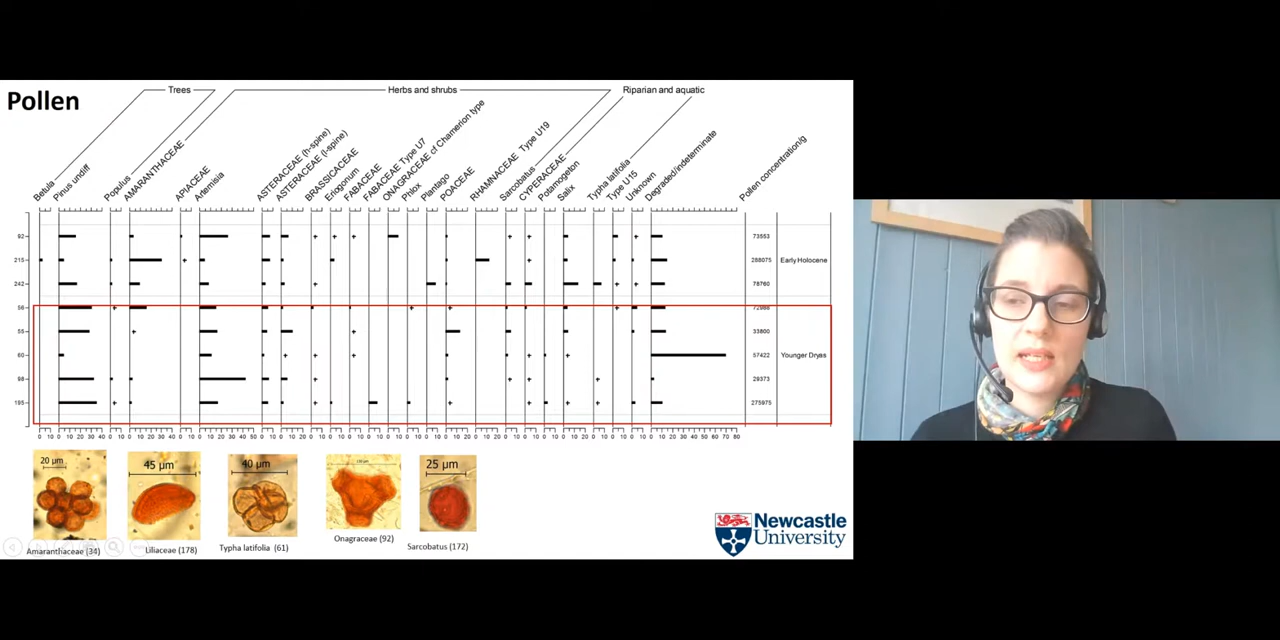 Pollen
Trees
Herbs and shrubs
Riparian and aquatic
Betula
Pinus undiff
Populus
AMARANTHACEAE
APIACEAE
Artemisia
ASTERACEAE (h-spine)
ASTERACEAE (l-spine)
BRASSICACEAE
Eriogonum
FABACEAE
FABACEAE Type U7
ONAGRACEAE cf Chamerion type
Phlox
Plantago
POACEAE
RHAMNACEAE Type U19
Sarcobatus
CYPERACEAE
Potamogeton
Salix
Typha latifolia
Type U15
Unknown
Degraded/indeterminate
Pollen concentration/g
92 73553
215 288075 Early Holocene
242 78760
56 72988
55 33800
60 57422 Younger Dryas
98 29373
195 275975
20 µm
45 µm
40 µm
25 µm
Amaranthaceae (34)
Liliaceae (178)
Typha latifolia (61)
Onagraceae (92)
Sarcobatus (172)
Newcastle
University